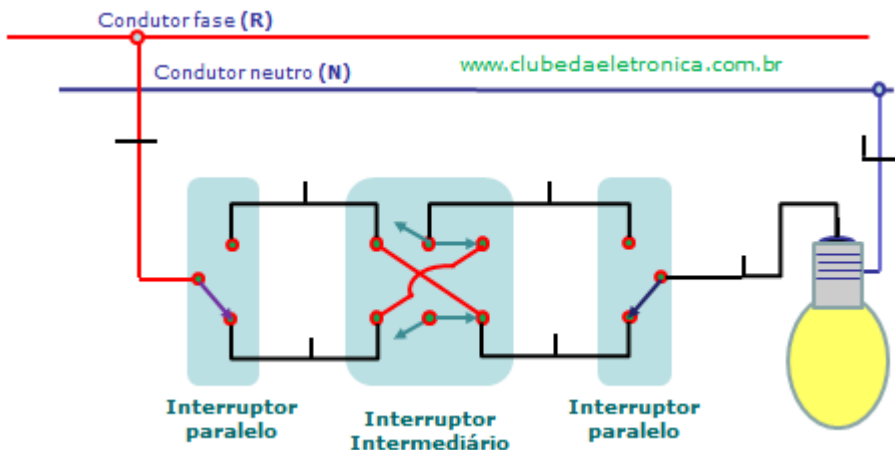 Condutor fase (R)
Condutor neutro (N)
www.clubedaeletronica.com.br
Interruptor
paralelo
Interruptor
Intermediário
Interruptor
paralelo